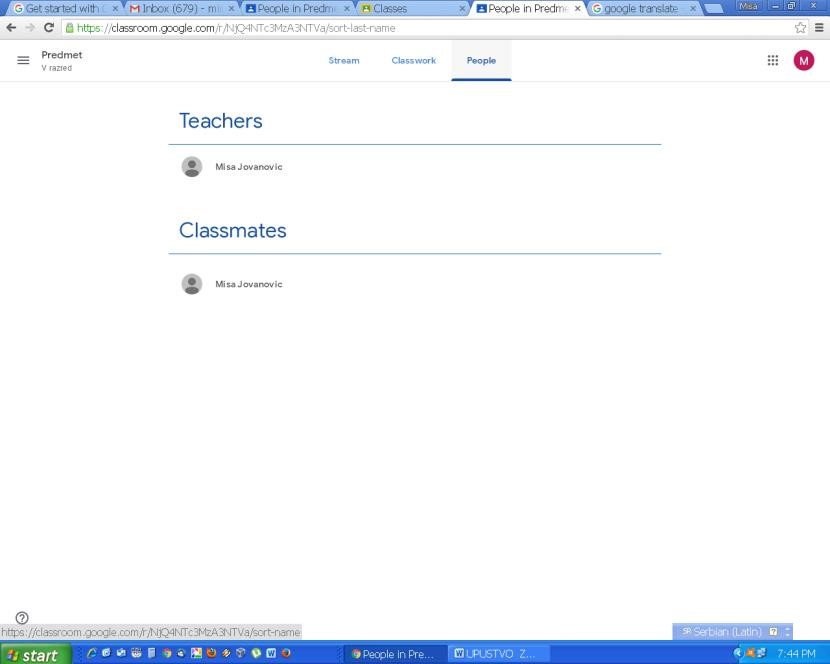 Get started with
Inbox (679) - mi
People in Predme
Classes
People in Predme
google translate -
Misa
https://classroom.google.com/r/NjQ4NTc3MzA3NTVa/sort-last-name
Predmet
V razred
Stream
Classwork
People
M
Teachers
Misa Jovanovic
Classmates
Misa Jovanovic
https://classroom.google.com/r/NjQ4NTc3MzA3NTVa/sort-name
SR Serbian (Latin)
start
People in Pre...
UPUSTVO Z...
7:44 PM